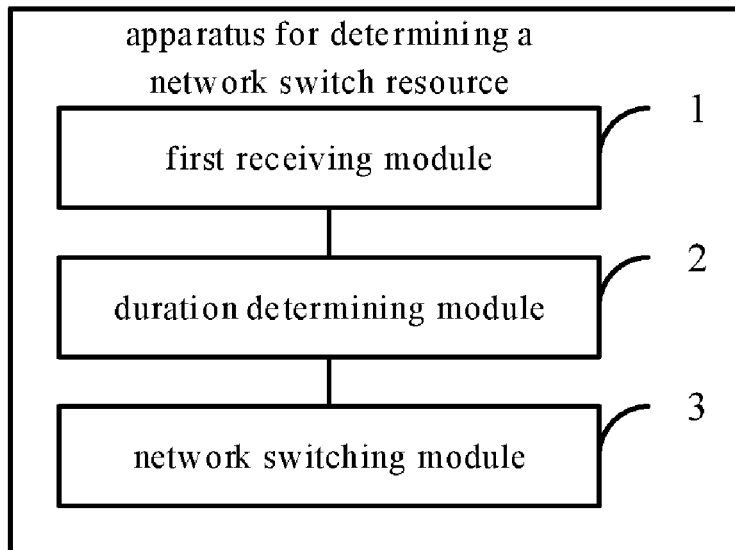 apparatus for determining a
network switch resource
1
first receiving module
2
duration determining module
3
network switching module